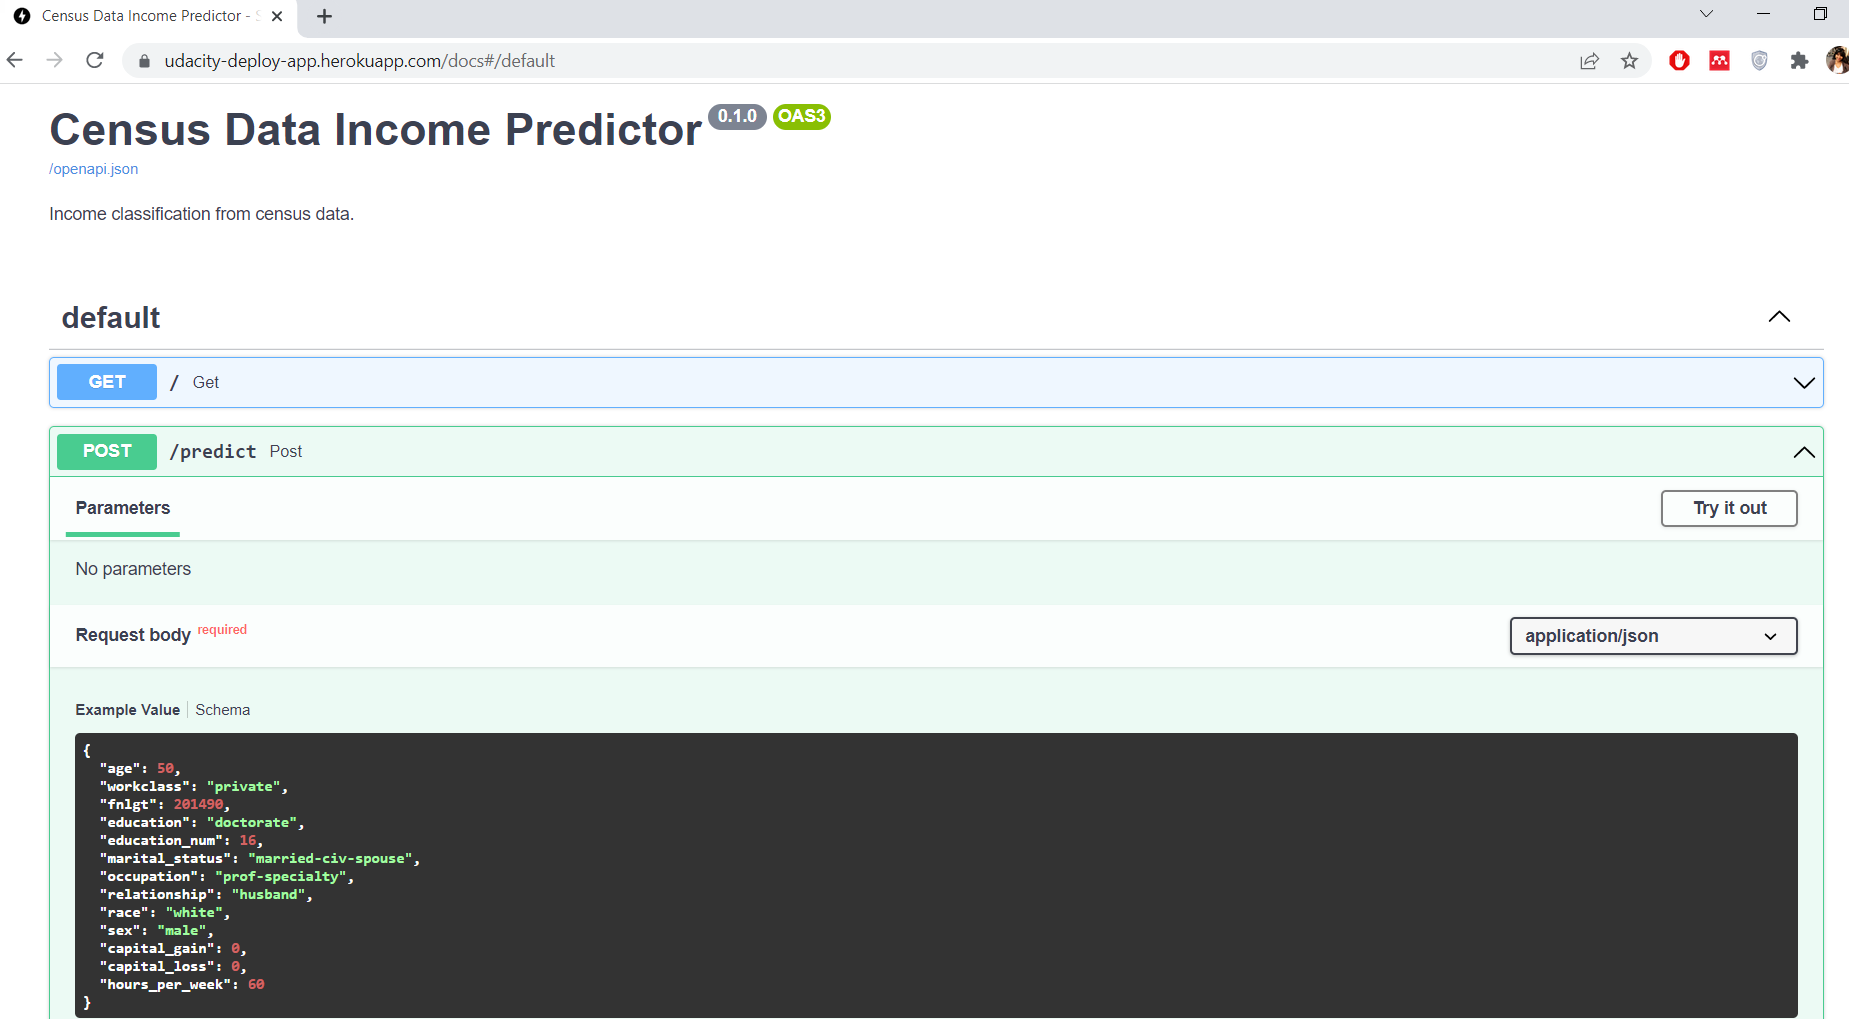 Census Data Income Predictor - S
udacity-deploy-app.herokuapp.com/docs#/default
Census Data Income Predictor 0.1.0 OAS3
/openapi.json
Income classification from census data.
default
GET / Get
POST /predict Post
Parameters Try it out
No parameters
Request body required application/json
Example Value Schema
{
"age": 50,
"workclass": "private",
"fnlgt": 201490,
"education": "doctorate",
"education_num": 16,
"marital_status": "married-civ-spouse",
"occupation": "prof-specialty",
"relationship": "husband",
"race": "white",
"sex": "male",
"capital_gain": 0,
"capital_loss": 0,
"hours_per_week": 60
}